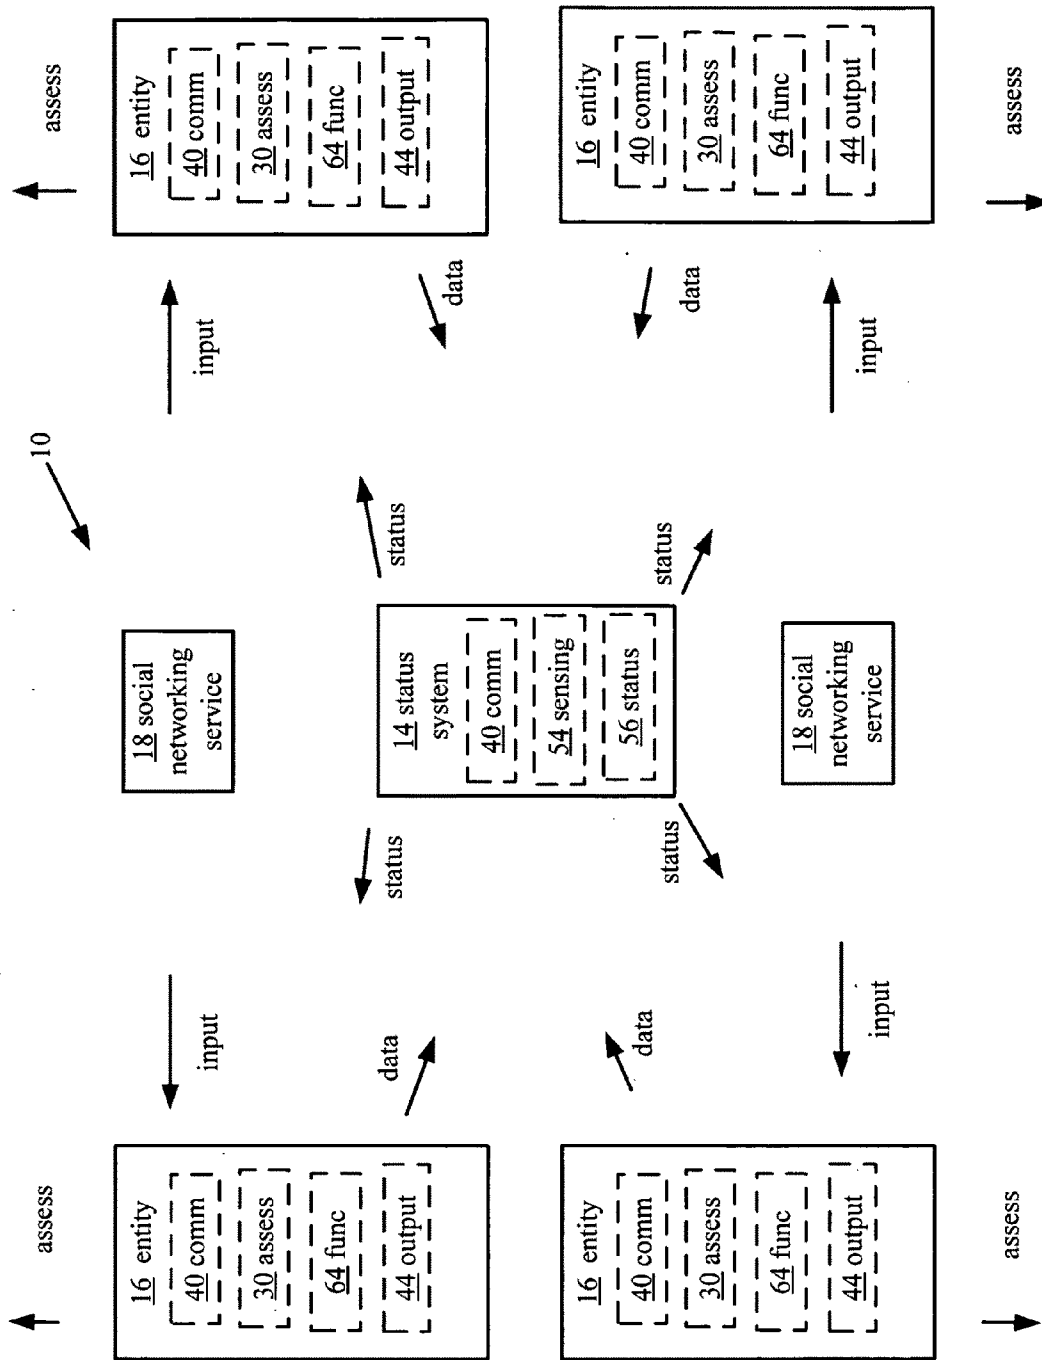 assess
10
assess
16 entity
40 comm
30 assess
64 func
44 output
input
18 social
networking
service
input
16 entity
40 comm
30 assess
64 func
44 output
data
status
status
data
14 status
system
40 comm
54 sensing
56 status
data
status
status
data
16 entity
40 comm
30 assess
64 func
44 output
input
18 social
networking
service
input
16 entity
40 comm
30 assess
64 func
44 output
assess
assess